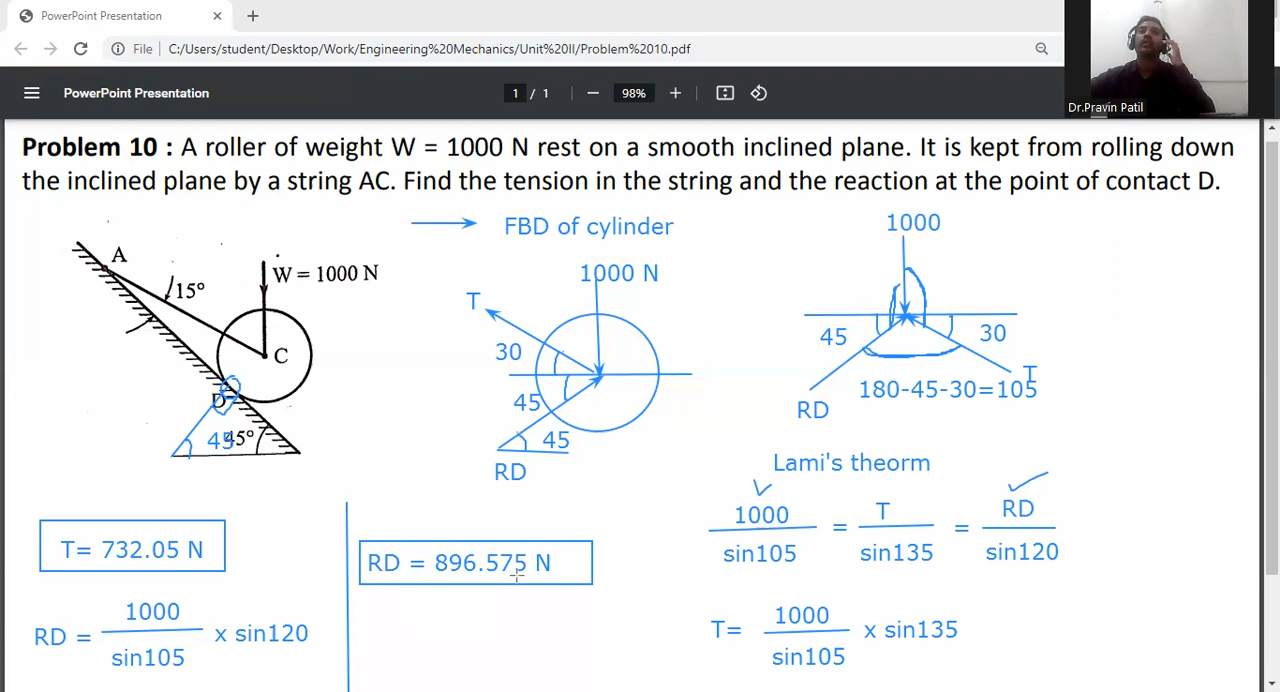 PowerPoint Presentation
File
C:/Users/student/Desktop/Work/Engineering%20Mechanics/Unit%20II/Problem%2010.pdf
PowerPoint Presentation
1 / 1
98%
Dr.Pravin Patil
Problem 10 : A roller of weight W = 1000 N rest on a smooth inclined plane. It is kept from rolling down
the inclined plane by a string AC. Find the tension in the string and the reaction at the point of contact D.
A
15°
W = 1000 N
C
D
45
45°
FBD of cylinder
1000 N
T
30
45
45
RD
1000
45
30
T
RD
180-45-30=105
Lami's theorm
1000
sin105
=
T
sin135
=
RD
sin120
T= 732.05 N
RD = 896.575 N
RD =
1000
sin105
x sin120
T=
1000
sin105
x sin135